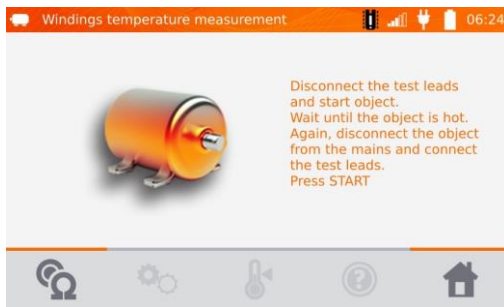 Windings temperature measurement
06:24
Disconnect the test leads
and start object.
Wait until the object is hot.
Again, disconnect the object
from the mains and connect
the test leads.
Press START
Ω
?